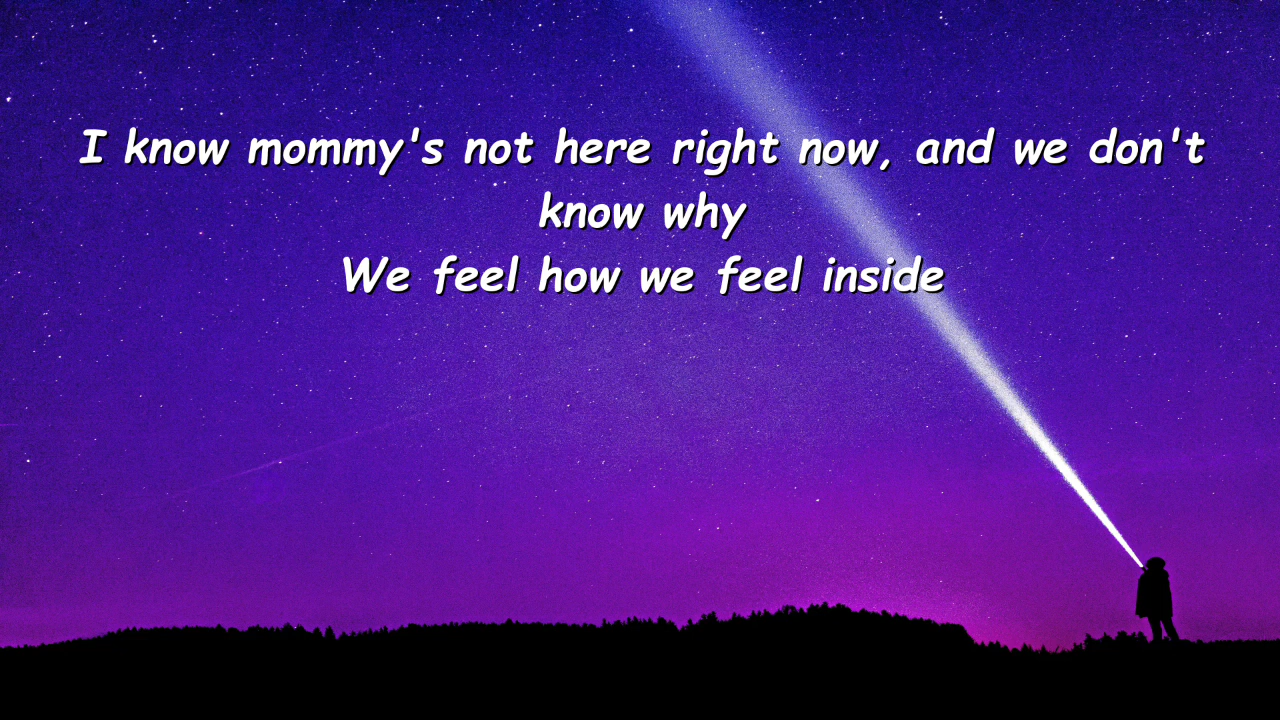 I know mommy's not here right now, and we don't
know why
We feel how we feel inside